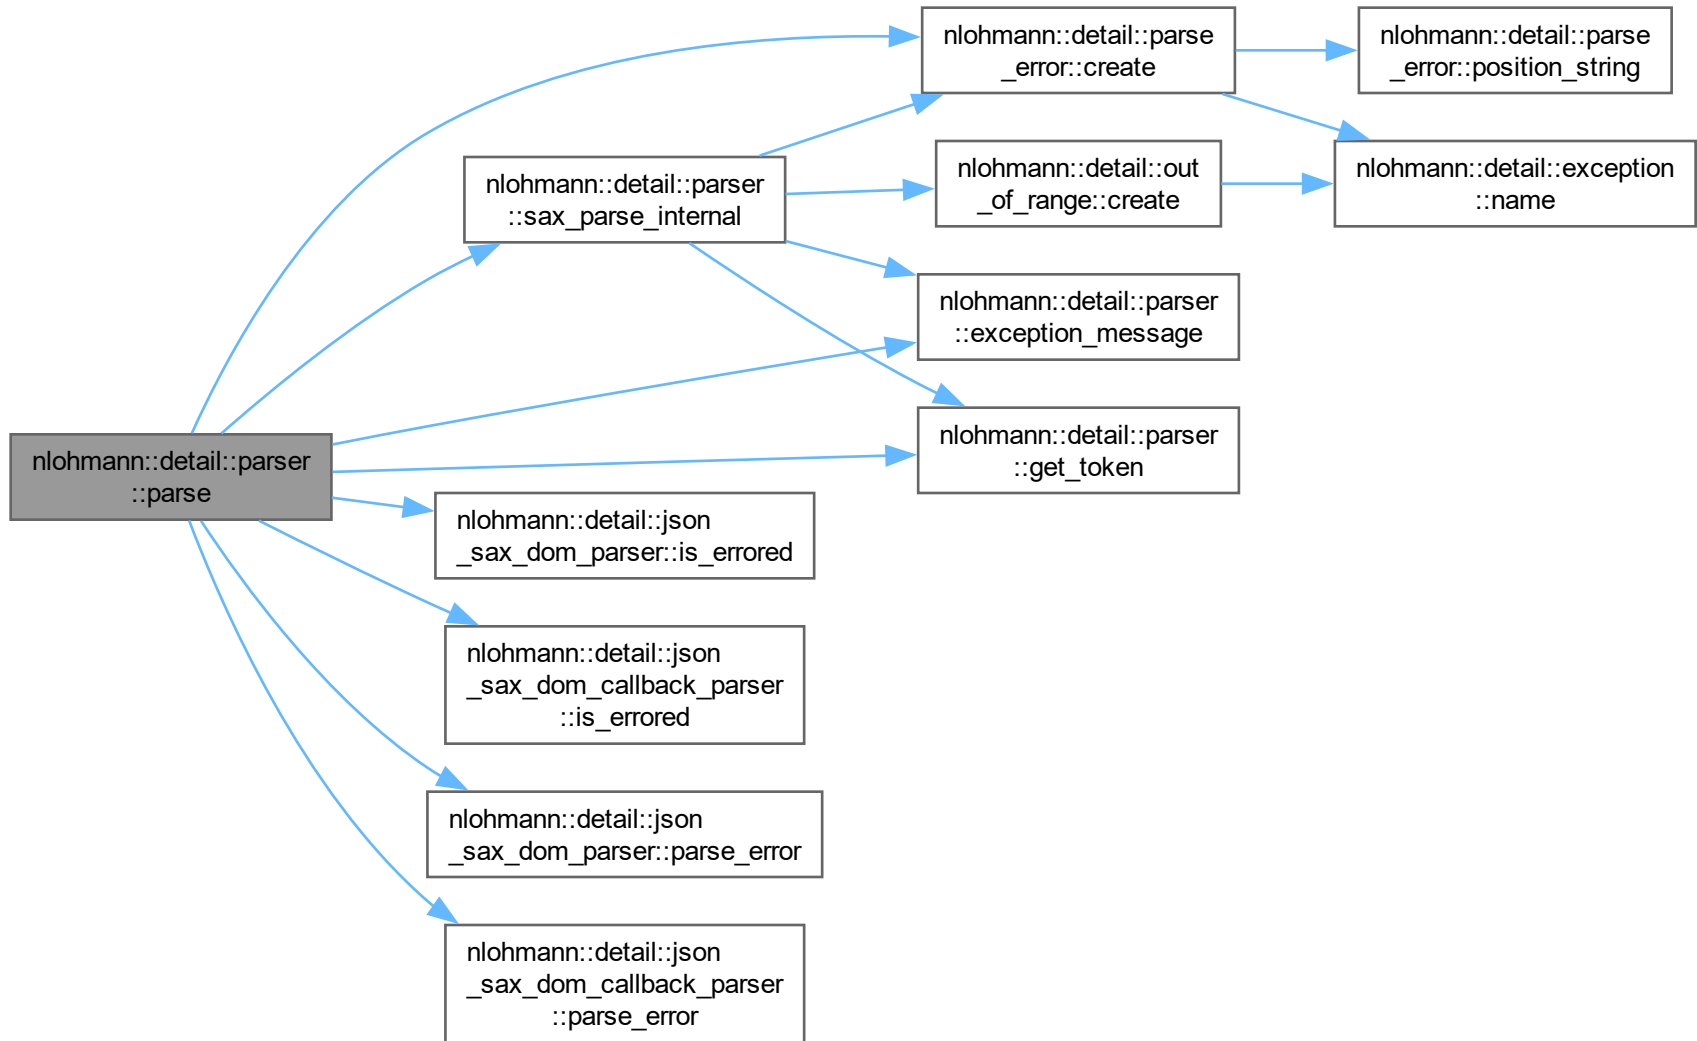 nlohmann::detail::parse
_error::create
nlohmann::detail::parse
_error::position_string
nlohmann::detail::parser
::sax_parse_internal
nlohmann::detail::out
_of_range::create
nlohmann::detail::exception
::name
nlohmann::detail::parser
::exception_message
nlohmann::detail::parser
::parse
nlohmann::detail::parser
::get_token
nlohmann::detail::json
_sax_dom_parser::is_errored
nlohmann::detail::json
_sax_dom_callback_parser
::is_errored
nlohmann::detail::json
_sax_dom_parser::parse_error
nlohmann::detail::json
_sax_dom_callback_parser
::parse_error